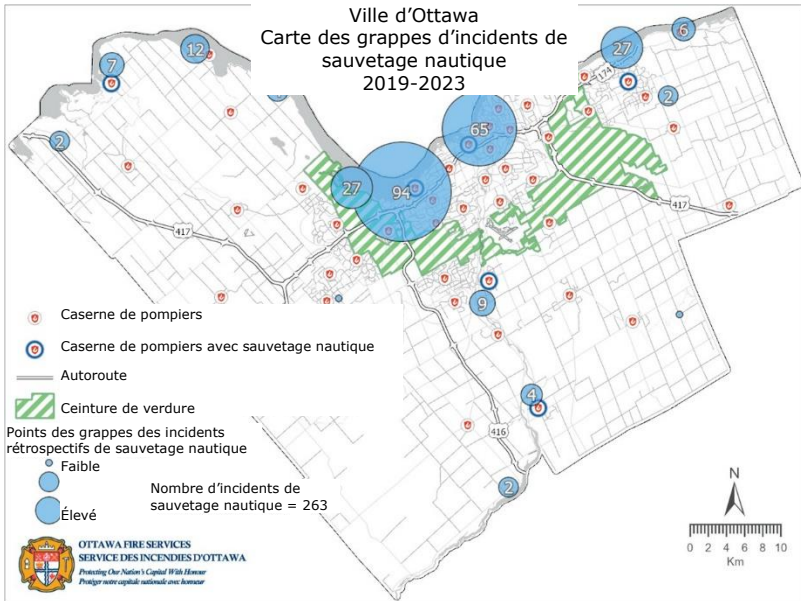 Ville d’Ottawa
Carte des grappes d’incidents de
sauvetage nautique
2019-2023
6
27
12
7
174
2
65
2
27
94
417
417
9
4
416
2
Caserne de pompiers
Caserne de pompiers avec sauvetage nautique
Autoroute
Ceinture de verdure
Points des grappes des incidents
rétrospectifs de sauvetage nautique
Faible
Élevé
Nombre d’incidents de
sauvetage nautique = 263
N
0 2 4 6 8 10
Km
OTTAWA FIRE SERVICES
SERVICE DES INCENDIES D'OTTAWA
Protecting Our Nation's Capital With Honour
Protéger notre capitale nationale avec honneur